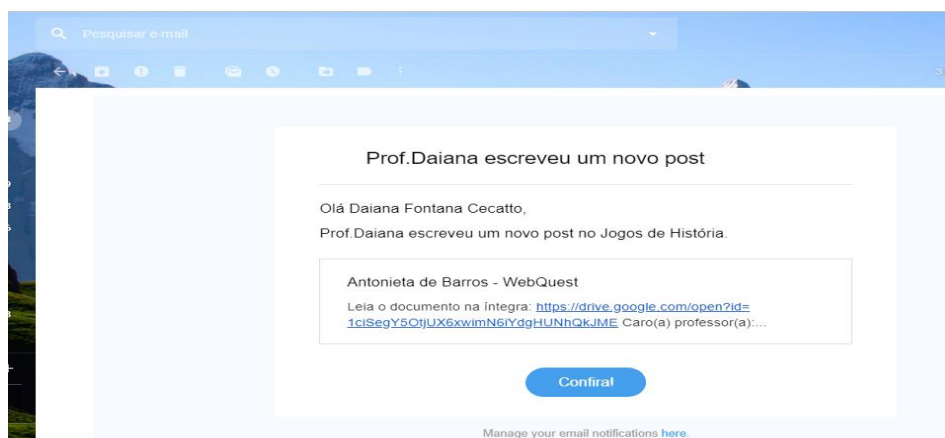 Pesquisar e-mail
Prof.Daiana escreveu um novo post
Olá Daiana Fontana Cecatto,
Prof.Daiana escreveu um novo post no Jogos de História.
Antonieta de Barros - WebQuest
Leia o documento na íntegra: https://drive.google.com/open?id=
1ciSegY5OtjUX6xwimN6iYdgHUNhQkJME Caro(a) professor(a):...
Confira!
Manage your email notifications here.